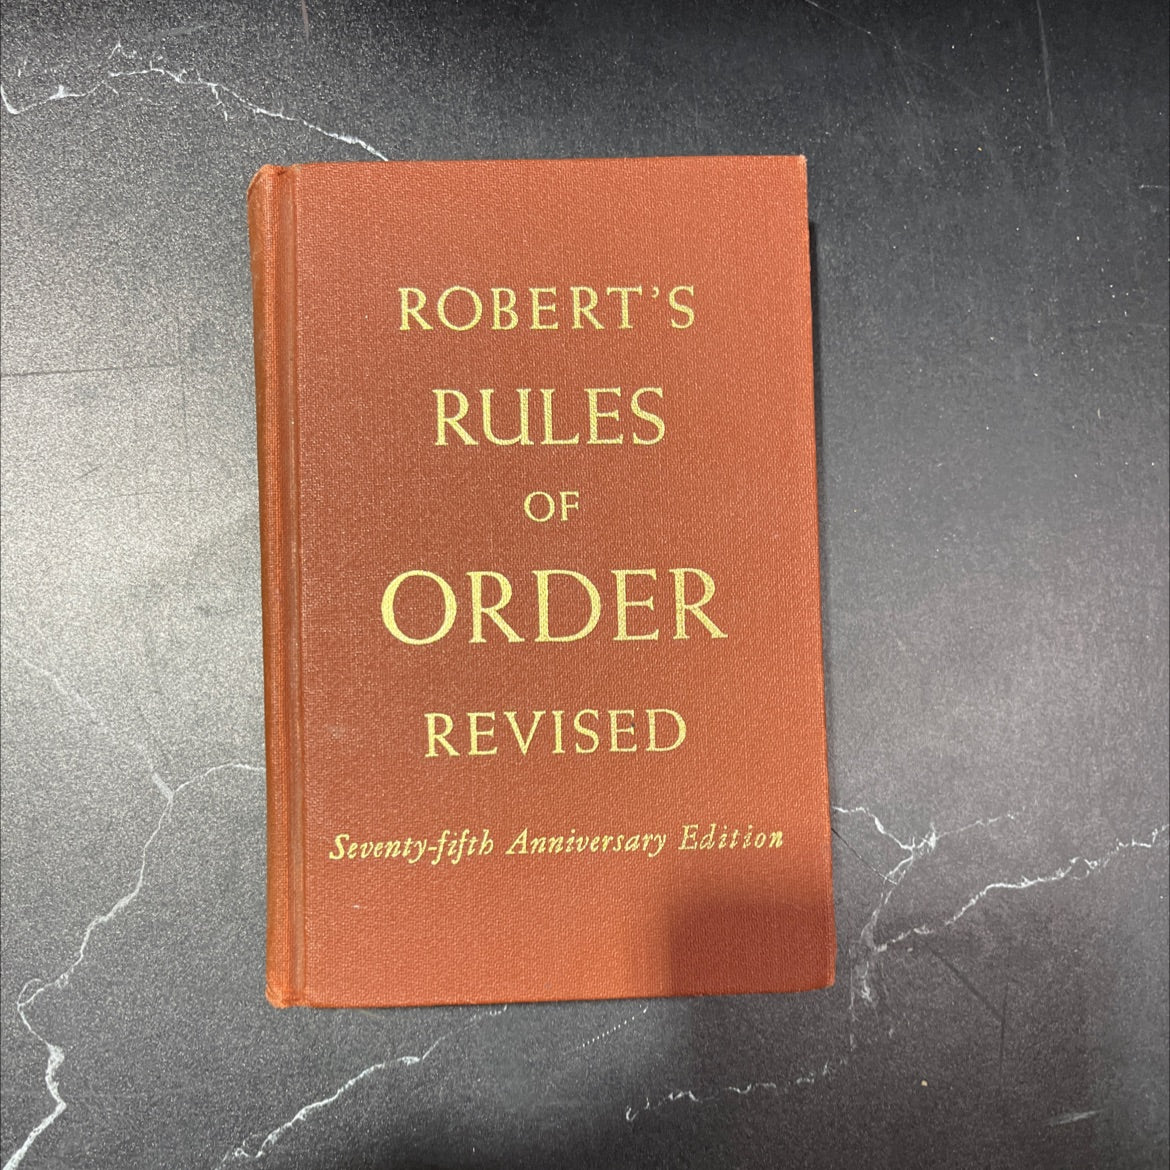 ROBERT'S
RULES
OF
ORDER
REVISED
Seventy-fifth Anniversary Edition